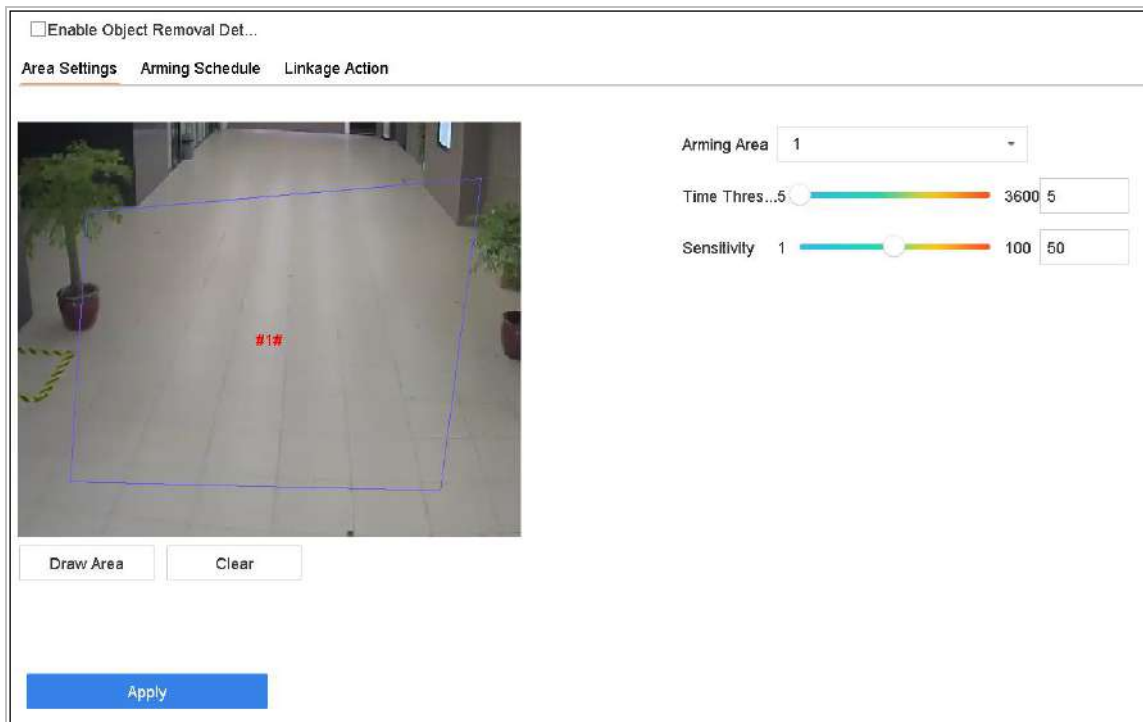 Enable Object Removal Det...
Area Settings Arming Schedule Linkage Action
Arming Area 1
Time Thres...5 3600 5
Sensitivity 1 100 50
#1#
Draw Area Clear
Apply